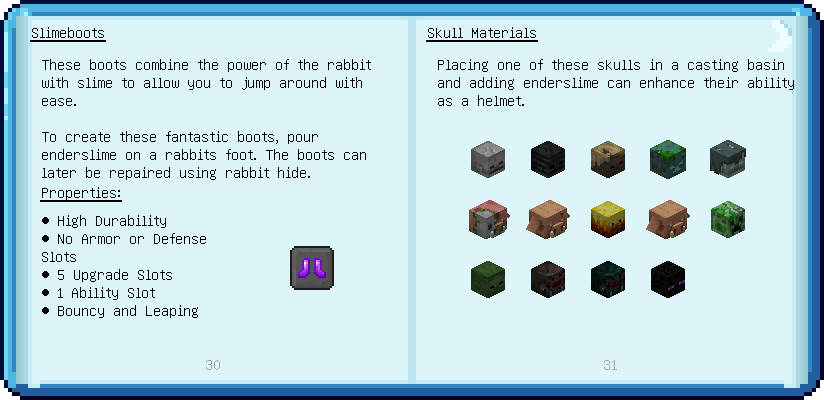 Slimeboots
These boots combine the power of the rabbit
with slime to allow you to jump around with
ease.
To create these fantastic boots, pour
enderslime on a rabbits foot. The boots can
later be repaired using rabbit hide.
Properties:
● High Durability
● No Armor or Defense
Slots
● 5 Upgrade Slots
● 1 Ability Slot
● Bouncy and Leaping
30
Skull Materials
Placing one of these skulls in a casting basin
and adding enderslime can enhance their ability
as a helmet.
31